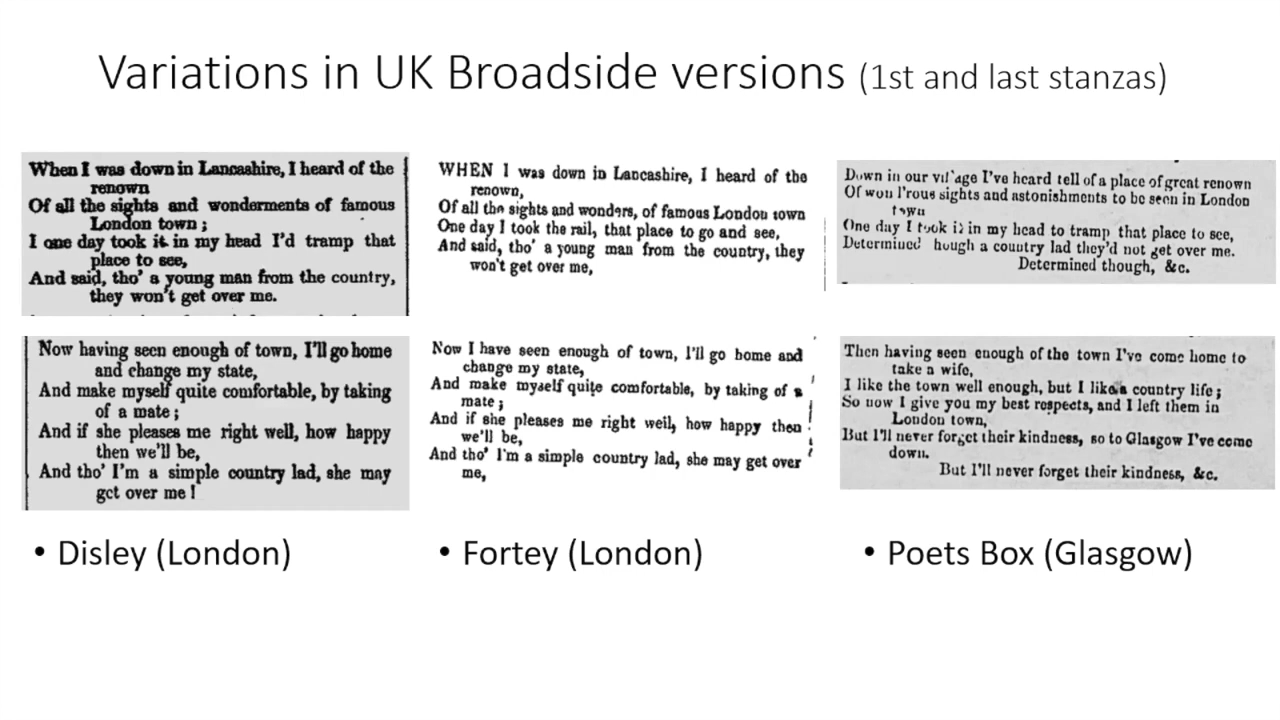 Variations in UK Broadside versions (1st and last stanzas)
When I was down in Lancashire, I heard of the
renown
Of all the sights and wonderments of famous
London town ;
I one day took it in my head I'd tramp that
place to see,
And said, tho' a young man from the country,
they won't get over me.
WHEN I was down in Lancashire, I heard of the
renown,
Of all the sights and wonders, of famous London town
One day I took the rail, that place to go and see,
And said, tho' a young man from the country, they
won't get over me,
Down in our vil'age I've heard tell of a place of great renown
Of won l'rous sights and astonishments to be seen in London
town
One day I took it in my head to tramp that place to see,
Determined hough a country lad they'd not get over me.
Determined though, &c.
Now having seen enough of town, I'll go home
and change my state,
And make myself quite comfortable, by taking
of a mate ;
And if she pleases me right well, how happy
then we'll be,
And tho' I'm a simple country lad, she may
get over me !
Now I have seen enough of town, I'll go home and
change my state,
And make myself quite comfortable, by taking of a
mate ;
And if she pleases me right well, how happy then
we'll be,
And tho' I'm a simple country lad, she may get over
me,
Then having seen enough of the town I've come home to
take a wife,
I like the town well enough, but I like a country life ;
So now I give you my best respects, and I left them in
London town,
But I'll never forget their kindness, so to Glasgow I've come
down.
But I'll never forget their kindness, &c.
• Disley (London)
• Fortey (London)
• Poets Box (Glasgow)